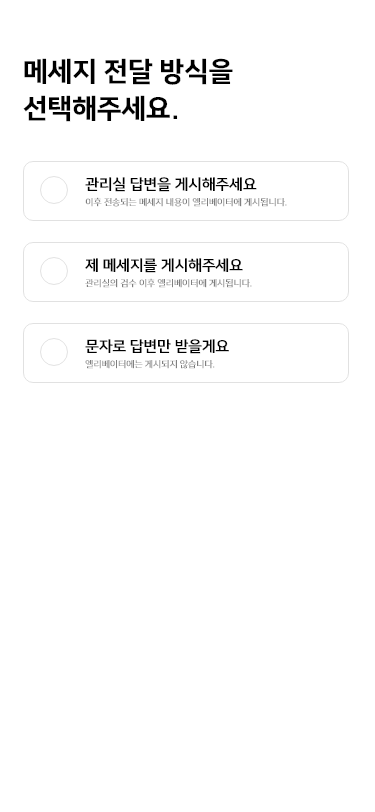 메세지 전달 방식을
선택해주세요.
관리실 답변을 게시해주세요
이후 전송되는 메세지 내용이 엘리베이터에 게시됩니다.
제 메세지를 게시해주세요
관리실의 검수 이후 엘리베이터에 게시됩니다.
문자로 답변만 받을게요
엘리베이터에는 게시되지 않습니다.